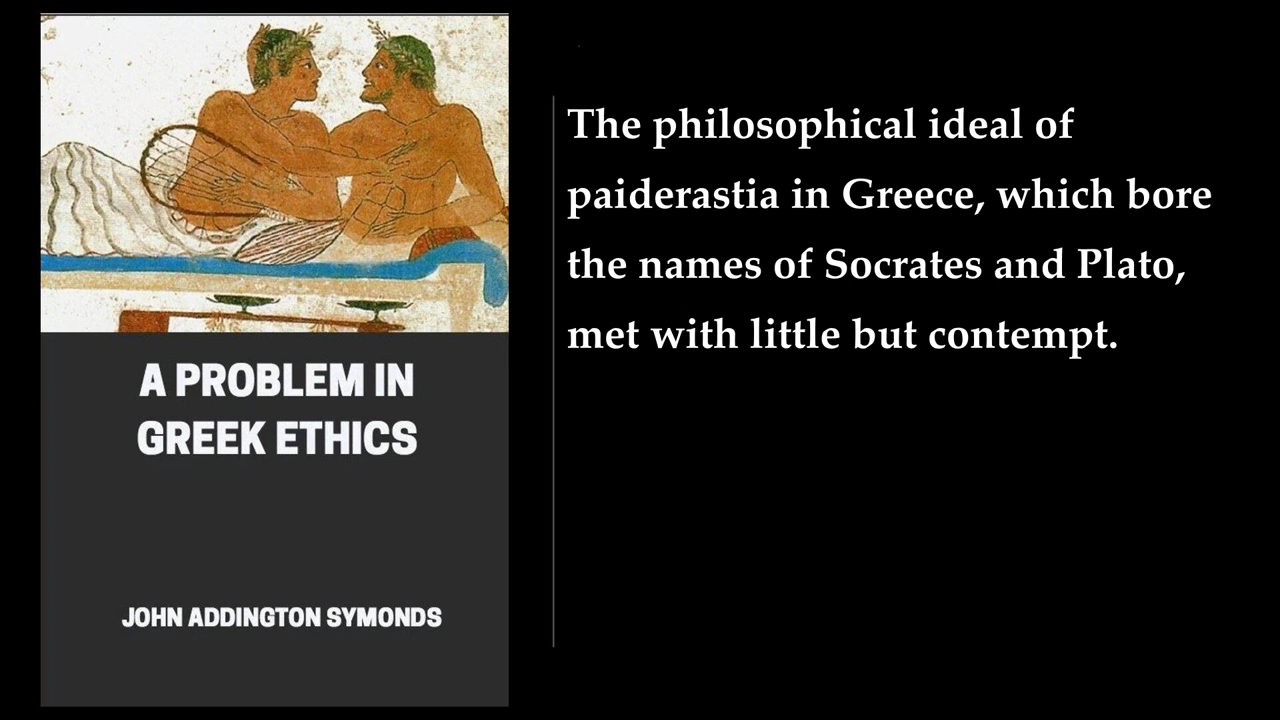 A PROBLEM IN
GREEK ETHICS
JOHN ADDINGTON SYMONDS
The philosophical ideal of
paiderastia in Greece, which bore
the names of Socrates and Plato,
met with little but contempt.